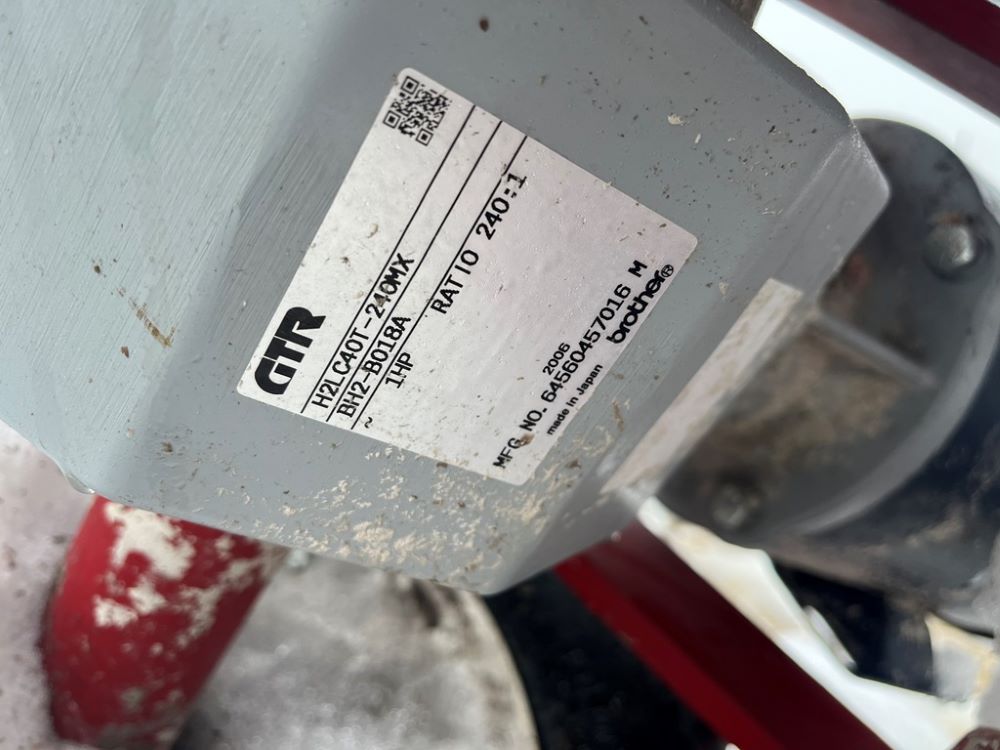 GTR
H2LC40T-240MX
BH2-B018A
~ 1HP RATIO 240:1
2006
MFG NO. 64560457016 M
made in Japan brother®